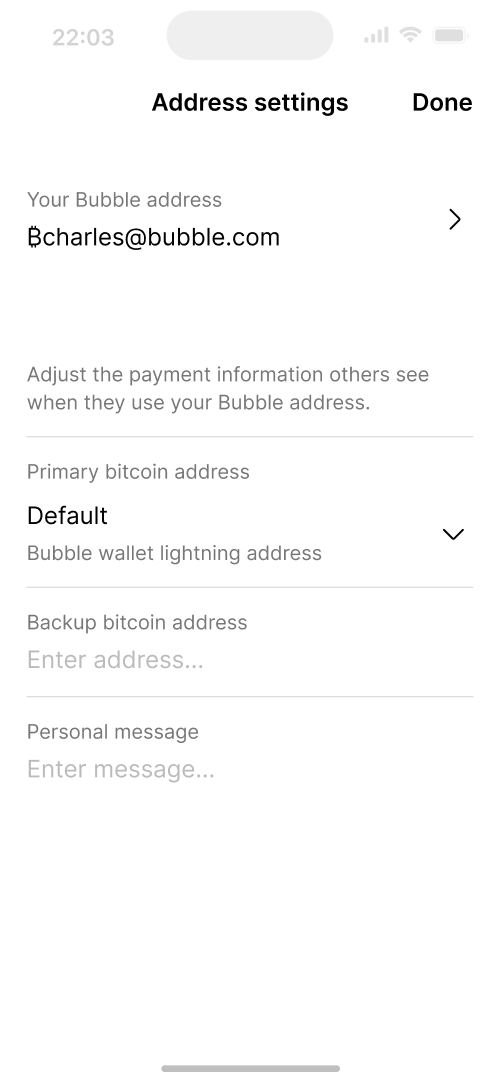 22:03
Address settings Done
Your Bubble address
₿charles@bubble.com
Adjust the payment information others see
when they use your Bubble address.
Primary bitcoin address
Default
Bubble wallet lightning address
Backup bitcoin address
Enter address...
Personal message
Enter message...